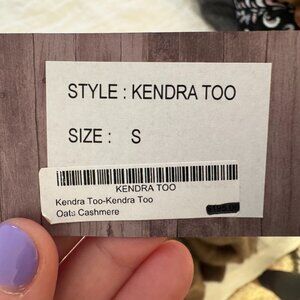 STYLE : KENDRA TOO
SIZE : S
KENDRA TOO
Kendra Too-Kendra Too
Oats Cashmere